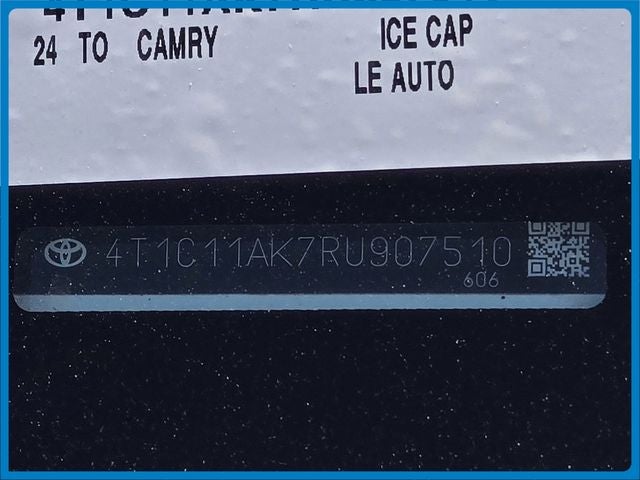 24 TO CAMRY ICE CAP
LE AUTO
4T1C11AK7RU907510
606